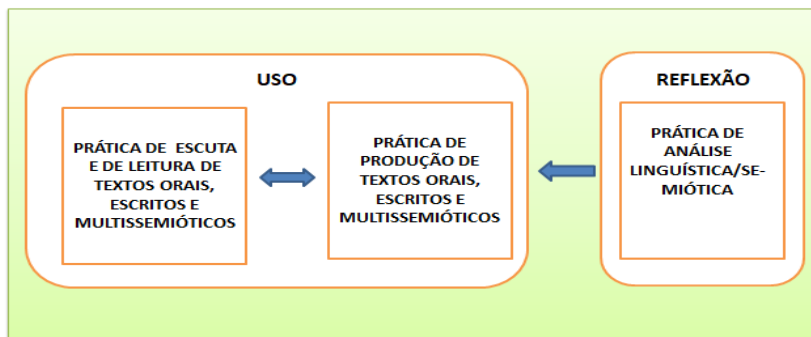 USO
PRÁTICA DE ESCUTA
E DE LEITURA DE
TEXTOS ORAIS,
ESCRITOS E
MULTISSEMIÓTICOS
PRÁTICA DE
PRODUÇÃO DE
TEXTOS ORAIS,
ESCRITOS E
MULTISSEMIÓTICOS
REFLEXÃO
PRÁTICA DE
ANÁLISE
LINGUÍSTICA/SE-
MIÓTICA